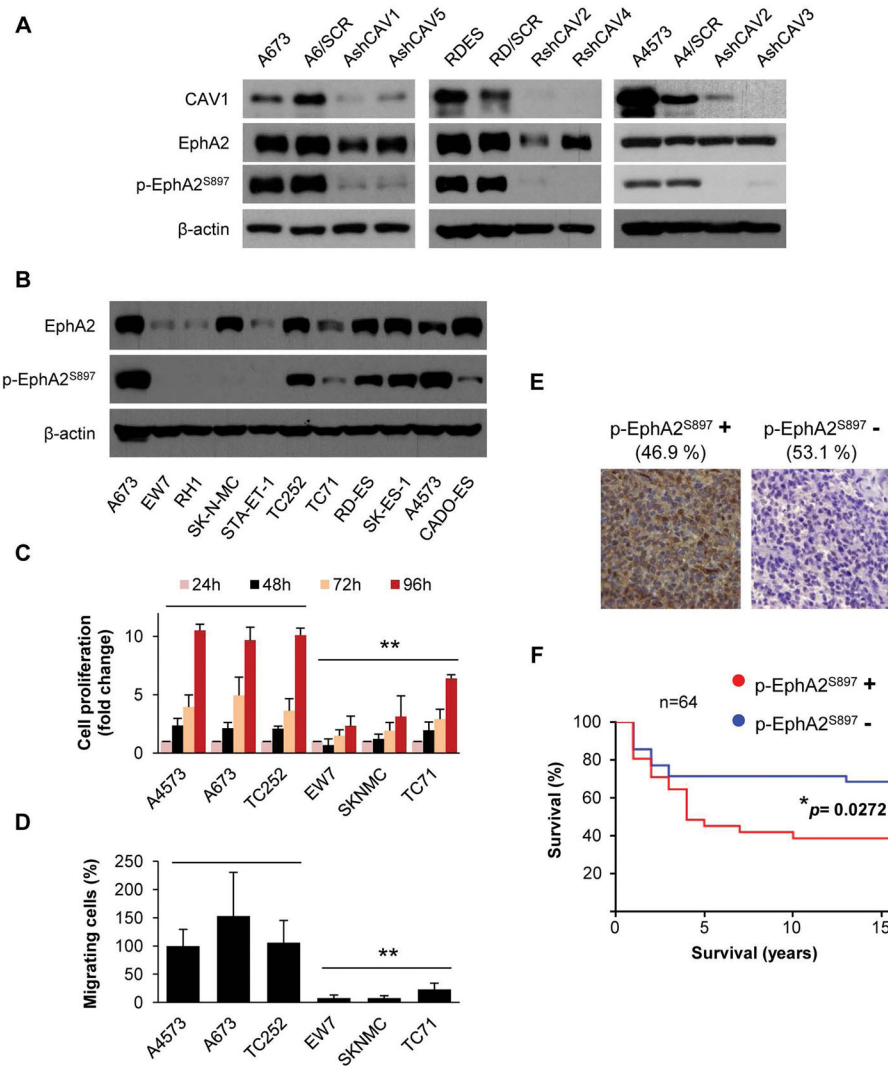 A
A673
A6/SCR
AshCAV1
AshCAV5
RDES
RD/SCR
RshCAV2
RshCAV4
A4573
A4/SCR
AshCAV2
AshCAV3
CAV1
EphA2
p-EphA2S897
β-actin
B
EphA2
p-EphA2S897
β-actin
A673
EW7
RH1
SK-N-MC
STA-ET-1
TC252
TC71
RD-ES
SK-ES-1
A4573
CADO-ES
C
24h 48h 72h 96h
Cell proliferation
(fold change)
10
5
0
**
A4573
A673
TC252
EW7
SKNMC
TC71
D
Migrating cells (%)
250
200
150
100
50
0
**
A4573
A673
TC252
EW7
SKNMC
TC71
E
p-EphA2S897 + p-EphA2S897 -
(46.9 %) (53.1 %)
F
n=64
p-EphA2S897 +
p-EphA2S897 -
Survival (%)
100
80
60
40
20
*p= 0.0272
0 5 10 15
Survival (years)